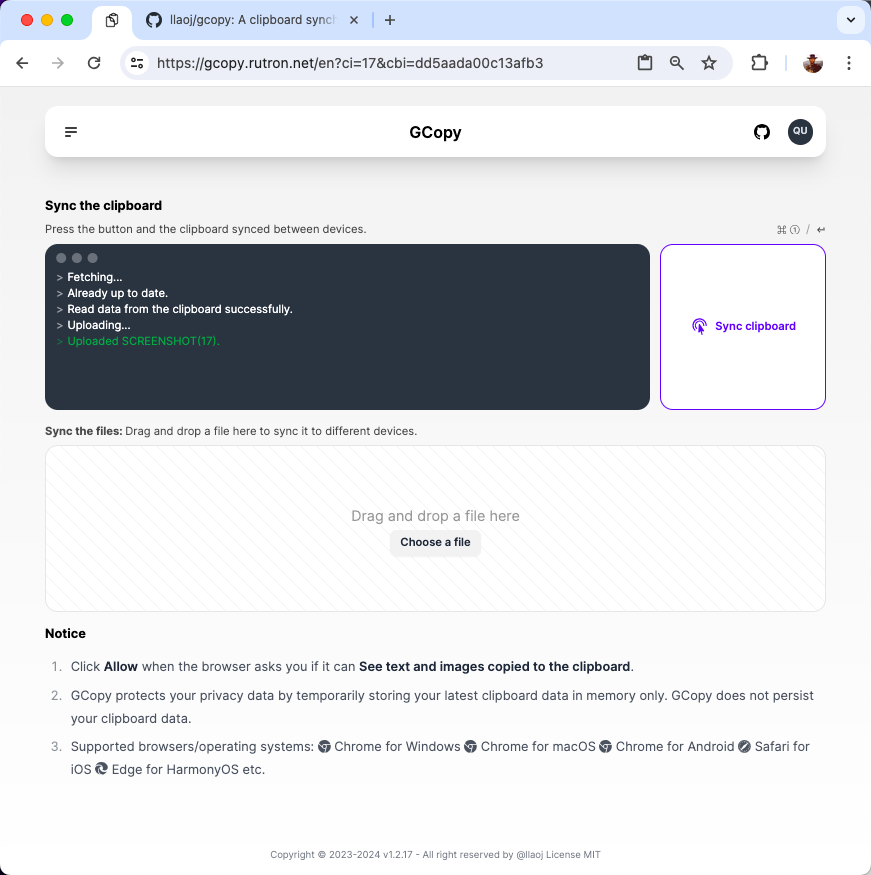 llaoj/gcopy: A clipboard sync
https://gcopy.rutron.net/en?ci=17&cbi=dd5aada00c13afb3
GCopy
QU
Sync the clipboard
Press the button and the clipboard synced between devices.
⌘ ① / ↩
> Fetching...
> Already up to date.
> Read data from the clipboard successfully.
> Uploading...
> Uploaded SCREENSHOT(17).
Sync clipboard
Sync the files: Drag and drop a file here to sync it to different devices.
Drag and drop a file here
Choose a file
Notice
1. Click Allow when the browser asks you if it can See text and images copied to the clipboard.
2. GCopy protects your privacy data by temporarily storing your latest clipboard data in memory only. GCopy does not persist
your clipboard data.
3. Supported browsers/operating systems: Chrome for Windows Chrome for macOS Chrome for Android Safari for
iOS Edge for HarmonyOS etc.
Copyright © 2023-2024 v1.2.17 - All right reserved by @llaoj License MIT